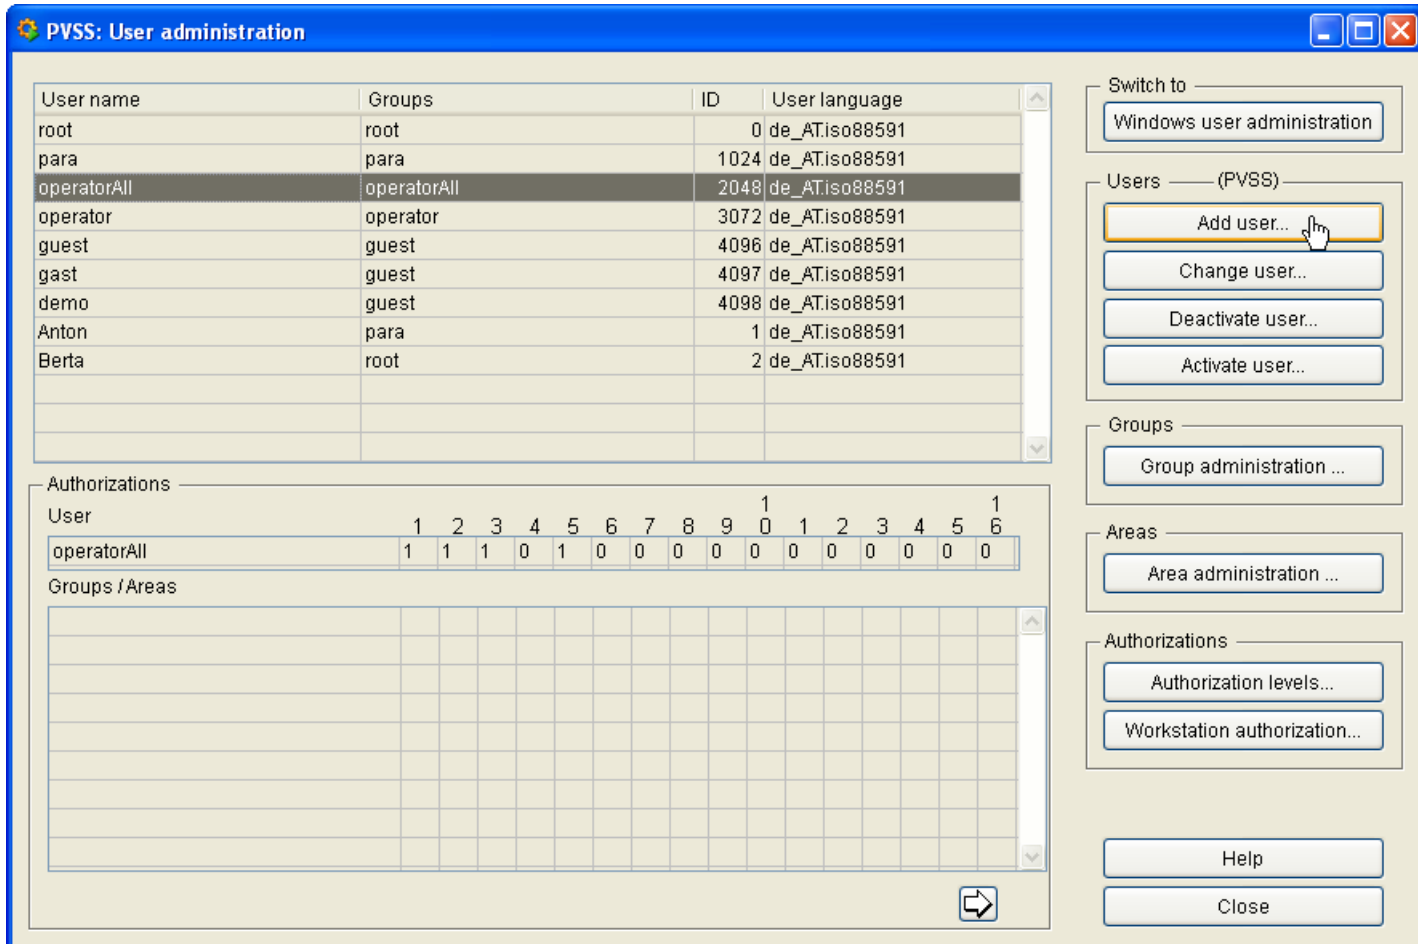 PVSS: User administration
User name Groups ID User language
root root 0 de_AT.iso88591
para para 1024 de_AT.iso88591
operatorAll operatorAll 2048 de_AT.iso88591
operator operator 3072 de_AT.iso88591
guest guest 4096 de_AT.iso88591
gast guest 4097 de_AT.iso88591
demo guest 4098 de_AT.iso88591
Anton para 1 de_AT.iso88591
Berta root 2 de_AT.iso88591
Authorizations
User
1 2 3 4 5 6 7 8 9 10 1 2 3 4 5 16
operatorAll 1 1 1 0 1 0 0 0 0 0 0 0 0 0 0 0
Groups / Areas
Switch to
Windows user administration
Users (PVSS)
Add user...
Change user...
Deactivate user...
Activate user...
Groups
Group administration ...
Areas
Area administration ...
Authorizations
Authorization levels...
Workstation authorization...
Help
Close